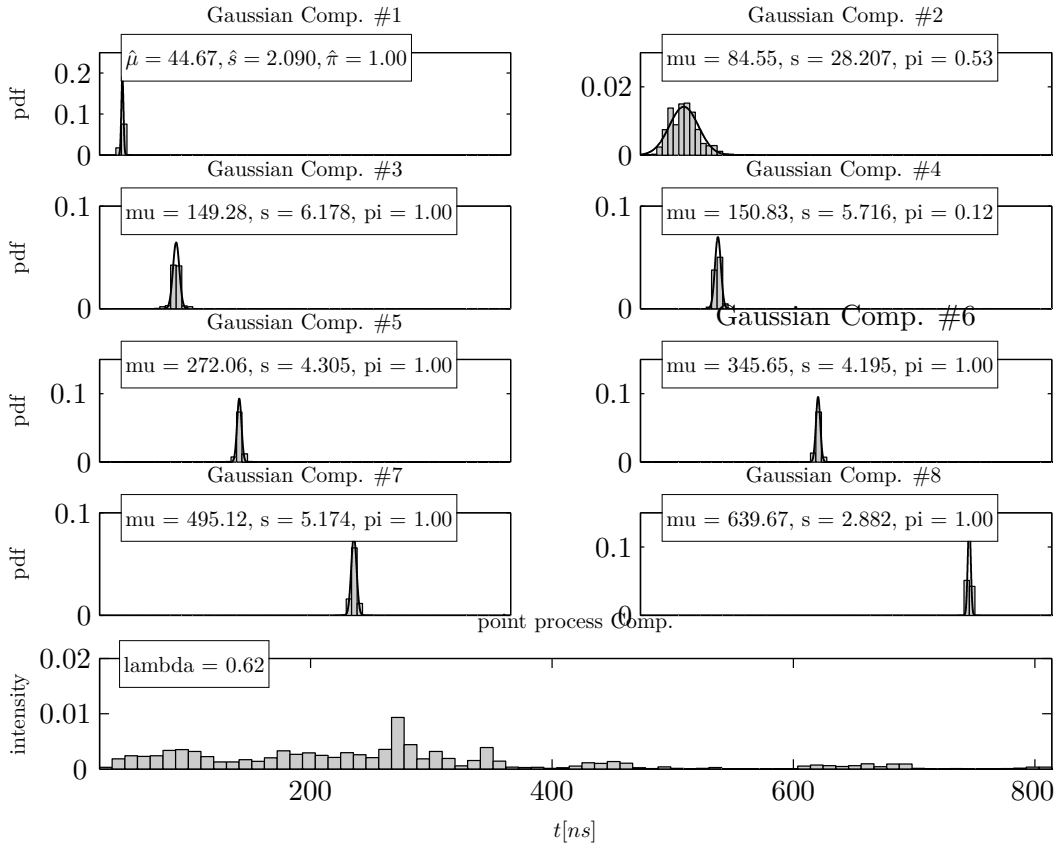 Gaussian Comp. #1
Gaussian Comp. #2
0.2
0.1
0
pdf
μ̂ = 44.67, ŝ = 2.090, π̂ = 1.00
0.02
0
mu = 84.55, s = 28.207, pi = 0.53
Gaussian Comp. #3
Gaussian Comp. #4
0.1
0
pdf
mu = 149.28, s = 6.178, pi = 1.00
0.1
0
mu = 150.83, s = 5.716, pi = 0.12
Gaussian Comp. #5
Gaussian Comp. #6
0.1
0
pdf
mu = 272.06, s = 4.305, pi = 1.00
0.1
0
mu = 345.65, s = 4.195, pi = 1.00
Gaussian Comp. #7
Gaussian Comp. #8
0.1
0
pdf
mu = 495.12, s = 5.174, pi = 1.00
0.1
0
mu = 639.67, s = 2.882, pi = 1.00
point process Comp.
0.02
0.01
0
intensity
lambda = 0.62
200
400
600
800
t[ns]